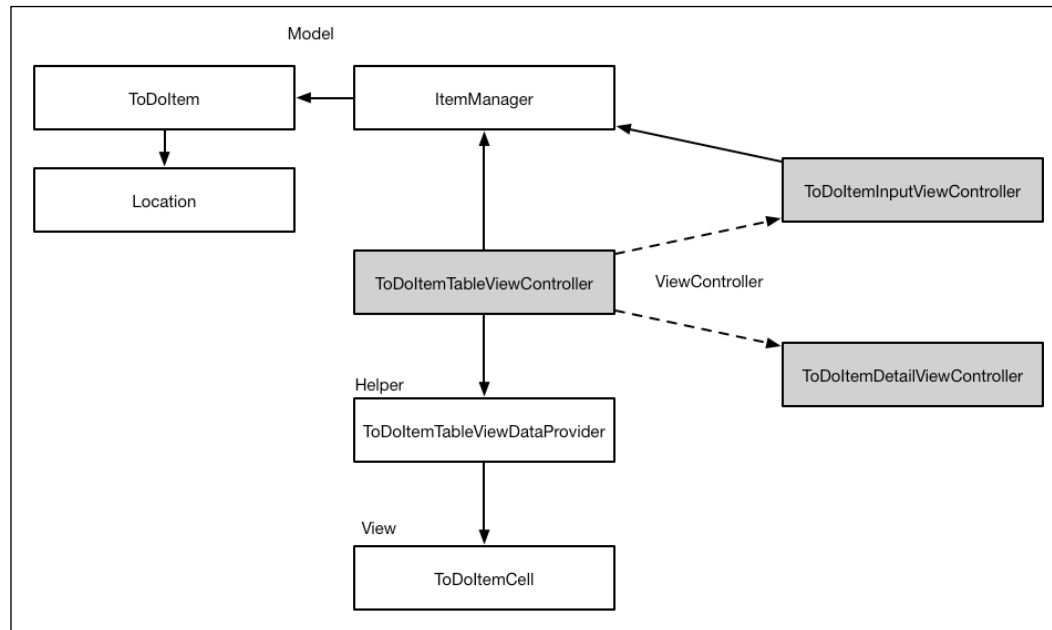 Model
ToDoItem
ItemManager
Location
ToDoItemInputViewController
ToDoItemTableViewController
ViewController
ToDoItemDetailViewController
Helper
ToDoItemTableViewDataProvider
View
ToDoItemCell